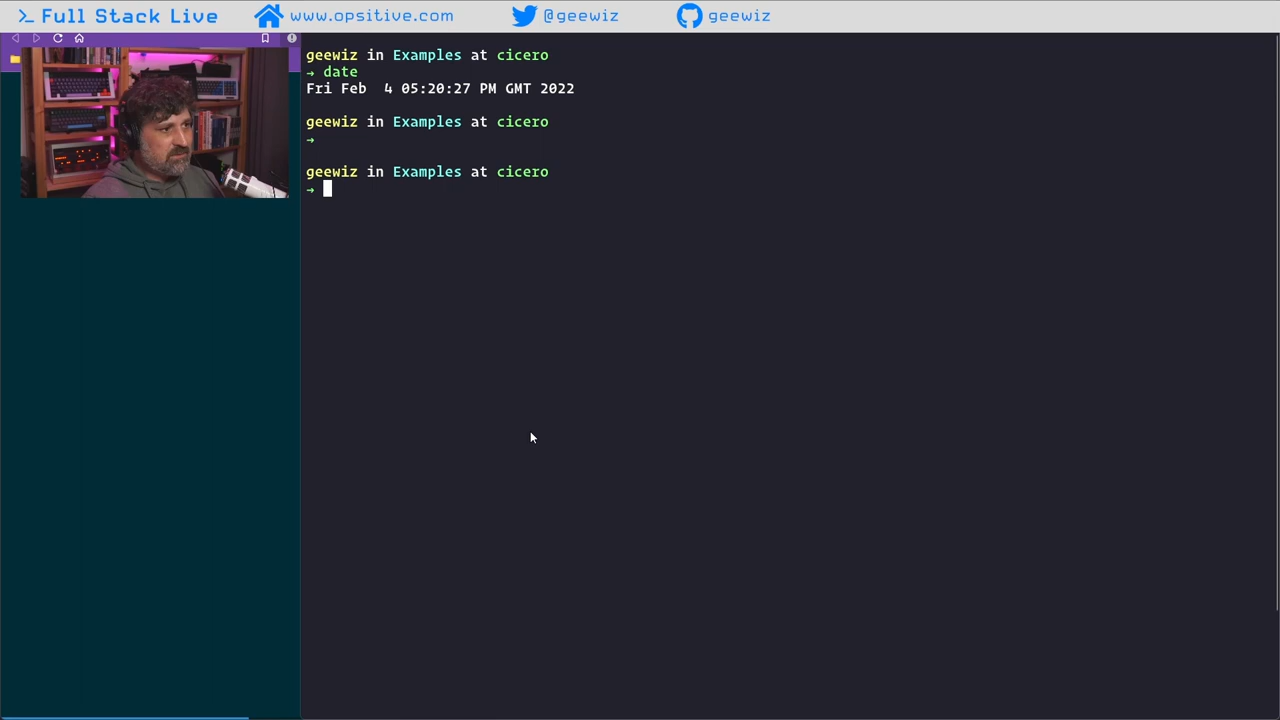 >_ Full Stack Live www.opsitive.com @geewiz geewiz
geewiz in Examples at cicero
→ date
Fri Feb  4 05:20:27 PM GMT 2022
geewiz in Examples at cicero
→
geewiz in Examples at cicero
→